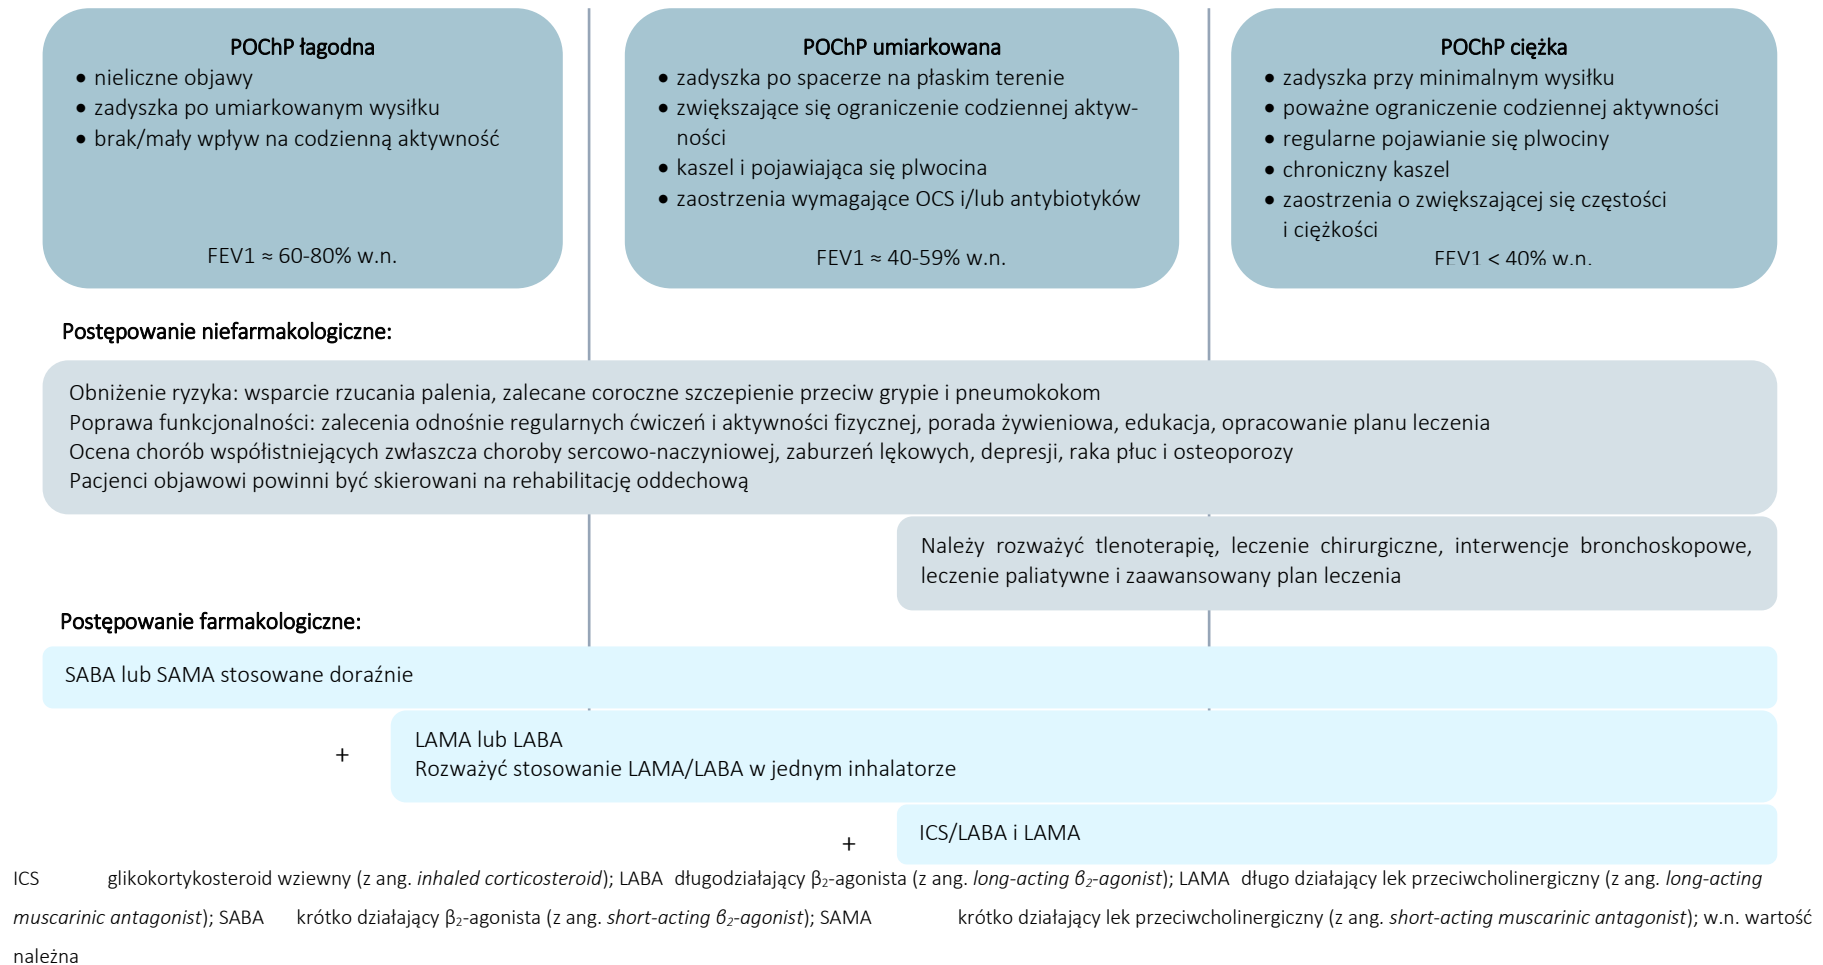 POChP łagodna
• nieliczne objawy
• zadyszka po umiarkowanym wysiłku
• brak/mały wpływ na codzienną aktywność
FEV1 ≈ 60-80% w.n.
POChP umiarkowana
• zadyszka po spacerze na płaskim terenie
• zwiększające się ograniczenie codziennej aktyw-
ności
• kaszel i pojawiająca się plwocina
• zaostrzenia wymagające OCS i/lub antybiotyków
FEV1 ≈ 40-59% w.n.
POChP ciężka
• zadyszka przy minimalnym wysiłku
• poważne ograniczenie codziennej aktywności
• regularne pojawianie się plwociny
• chroniczny kaszel
• zaostrzenia o zwiększającej się częstości
i ciężkości
FEV1 < 40% w.n.
Postępowanie niefarmakologiczne:
Obniżenie ryzyka: wsparcie rzucania palenia, zalecane coroczne szczepienie przeciw grypie i pneumokokom
Poprawa funkcjonalności: zalecenia odnośnie regularnych ćwiczeń i aktywności fizycznej, porada żywieniowa, edukacja, opracowanie planu leczenia
Ocena chorób współistniejących zwłaszcza choroby sercowo-naczyniowej, zaburzeń lękowych, depresji, raka płuc i osteoporozy
Pacjenci objawowi powinni być skierowani na rehabilitację oddechową
Należy rozważyć tlenoterapię, leczenie chirurgiczne, interwencje bronchoskopowe,
leczenie paliatywne i zaawansowany plan leczenia
Postępowanie farmakologiczne:
SABA lub SAMA stosowane doraźnie
+
LAMA lub LABA
Rozważyć stosowanie LAMA/LABA w jednym inhalatorze
+
ICS/LABA i LAMA
ICS glikokortykosteroid wziewny (z ang. inhaled corticosteroid); LABA długodziałający β₂-agonista (z ang. long-acting β₂-agonist); LAMA długo działający lek przeciwcholinergiczny (z ang. long-acting
muscarinic antagonist); SABA krótko działający β₂-agonista (z ang. short-acting β₂-agonist); SAMA krótko działający lek przeciwcholinergiczny (z ang. short-acting muscarinic antagonist); w.n. wartość
należna